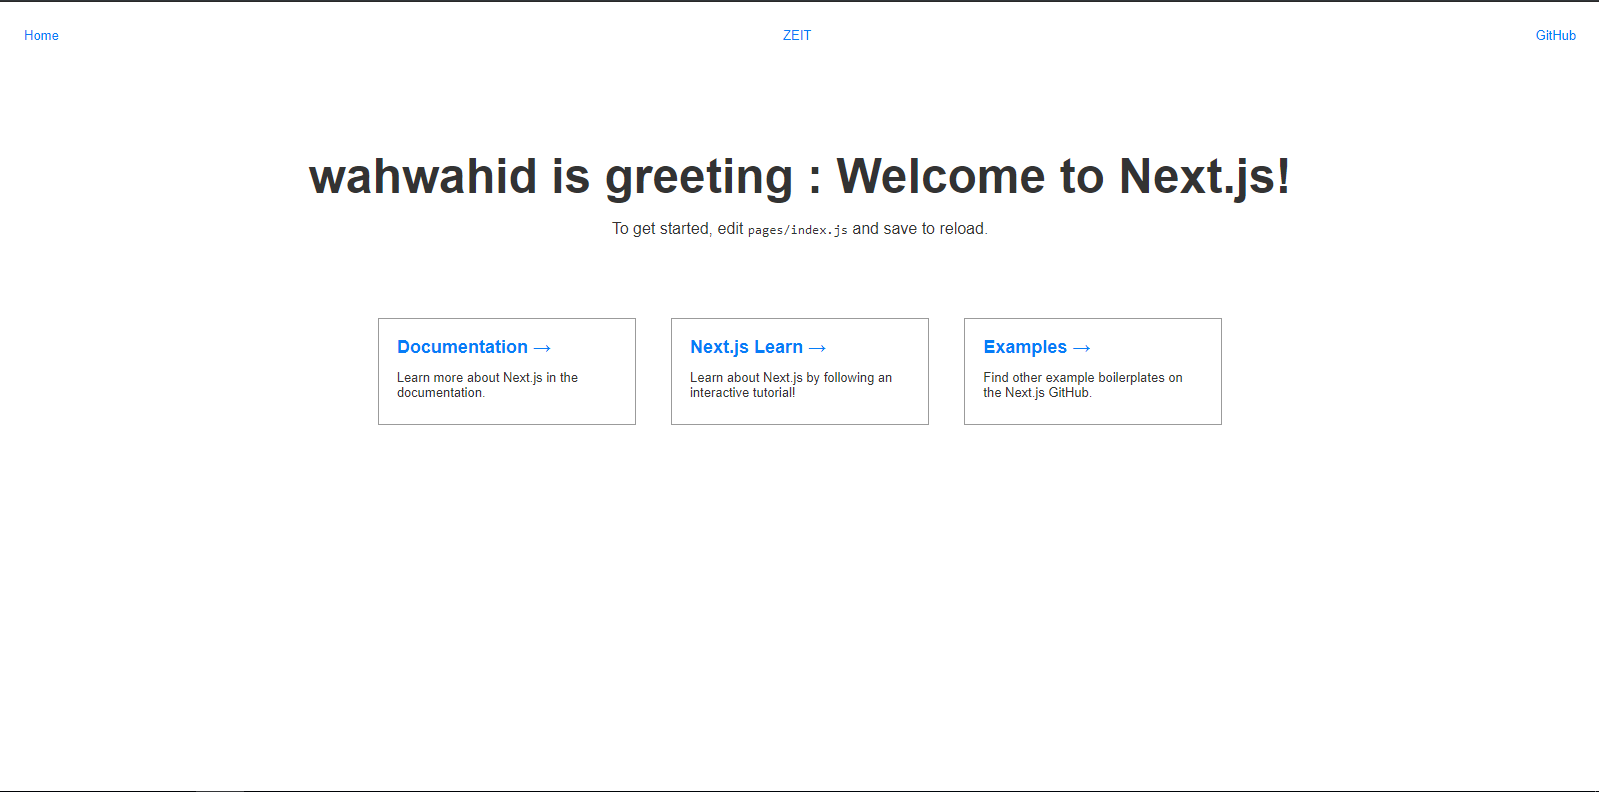 Home ZEIT GitHub
wahwahid is greeting : Welcome to Next.js!
To get started, edit pages/index.js and save to reload.
Documentation →
Learn more about Next.js in the
documentation.
Next.js Learn →
Learn about Next.js by following an
interactive tutorial!
Examples →
Find other example boilerplates on
the Next.js GitHub.